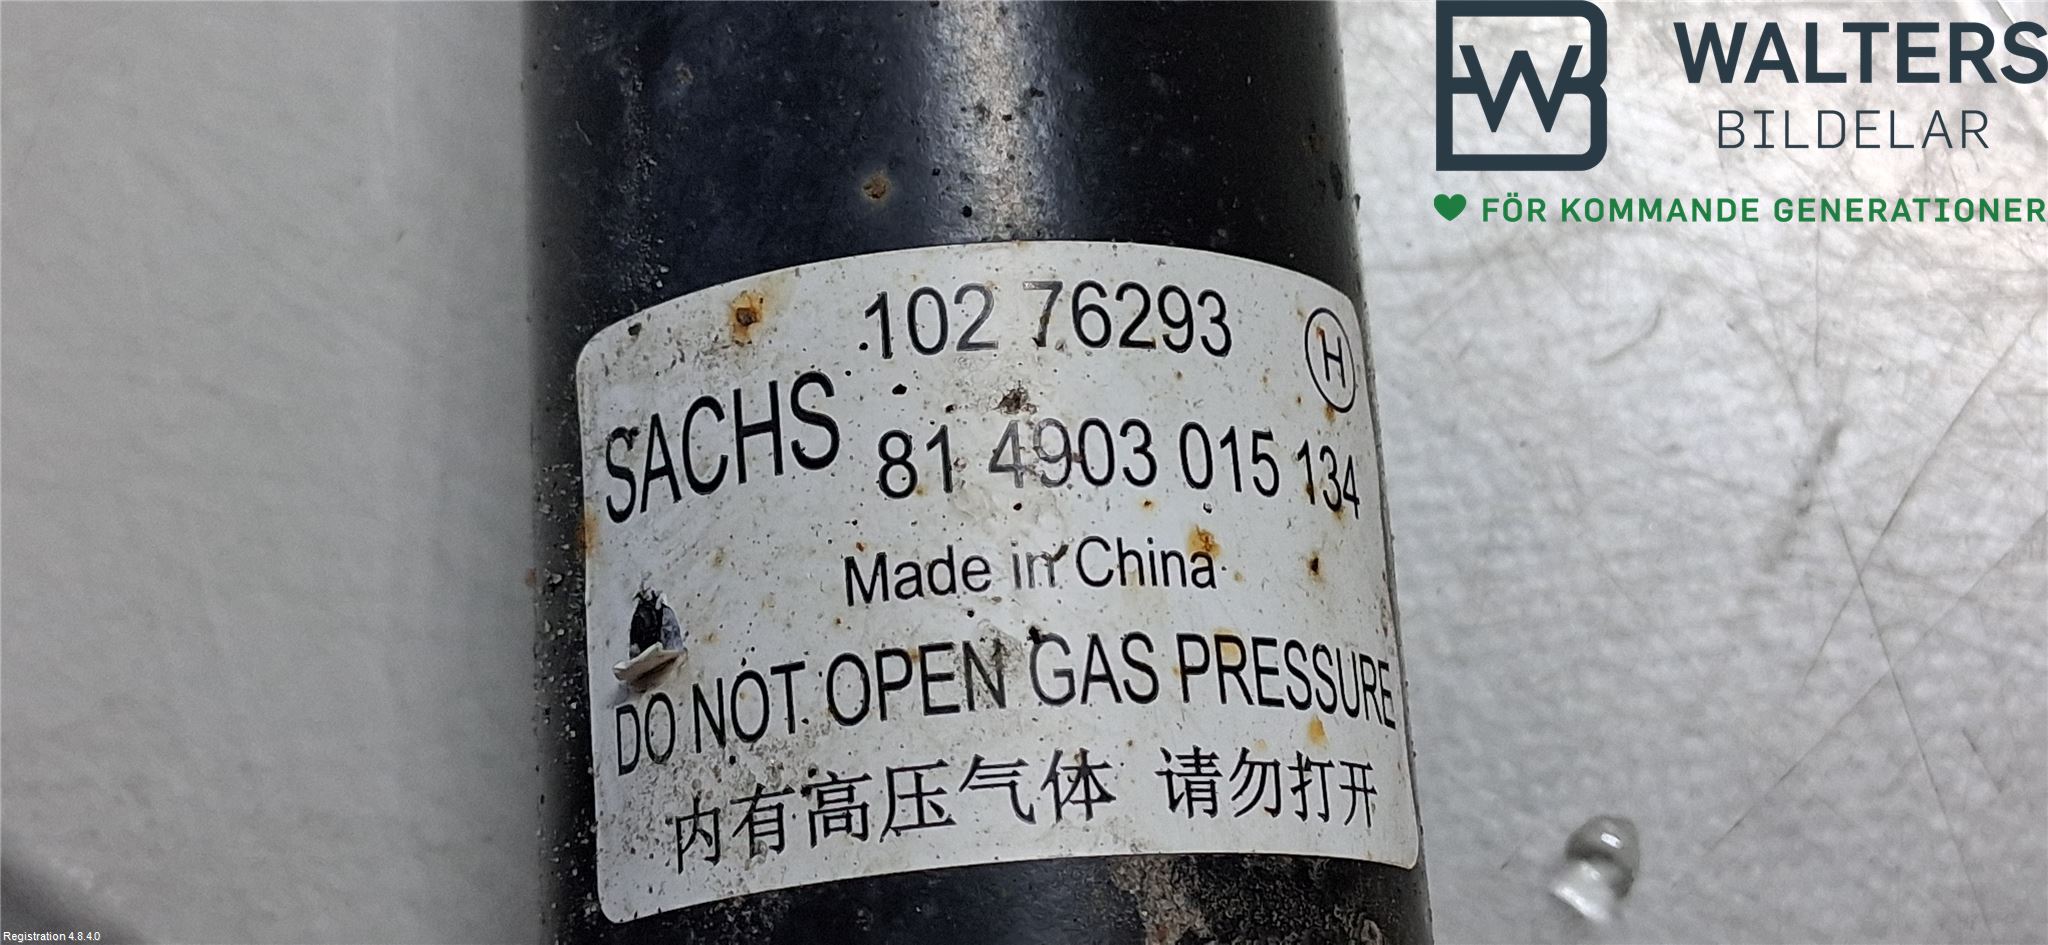 WALTERS
BILDELAR
FÖR KOMMANDE GENERATIONER
102 76293
H
SACHS 81 4903 015 134
Made in China
DO NOT OPEN GAS PRESSURE
内有高压气体 请勿打开
Registration 4.8.4.0